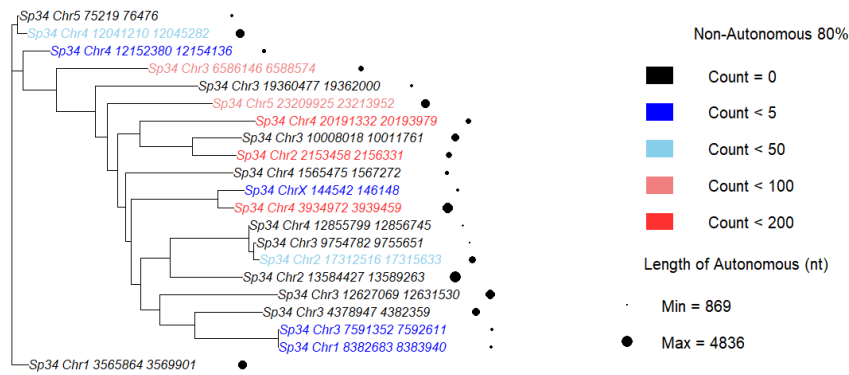 Sp34 Chr5 75219 76476
Sp34 Chr4 12041210 12045282
Sp34 Chr4 12152380 12154136
Sp34 Chr3 6586146 6588574
Sp34 Chr3 19360477 19362000
Sp34 Chr5 23209925 23213952
Sp34 Chr4 20191332 20193979
Sp34 Chr3 10008018 10011761
Sp34 Chr2 2153458 2156331
Sp34 Chr4 1565475 1567272
Sp34 ChrX 144542 146148
Sp34 Chr4 3934972 3939459
Sp34 Chr4 12855799 12856745
Sp34 Chr3 9754782 9755651
Sp34 Chr2 17312516 17315633
Sp34 Chr2 13584427 13589263
Sp34 Chr3 12627069 12631530
Sp34 Chr3 4378947 4382359
Sp34 Chr3 7591352 7592611
Sp34 Chr1 8382683 8383940
Sp34 Chr1 3565864 3569901
Non-Autonomous 80%
Count = 0
Count < 5
Count < 50
Count < 100
Count < 200
Length of Autonomous (nt)
Min = 869
Max = 4836